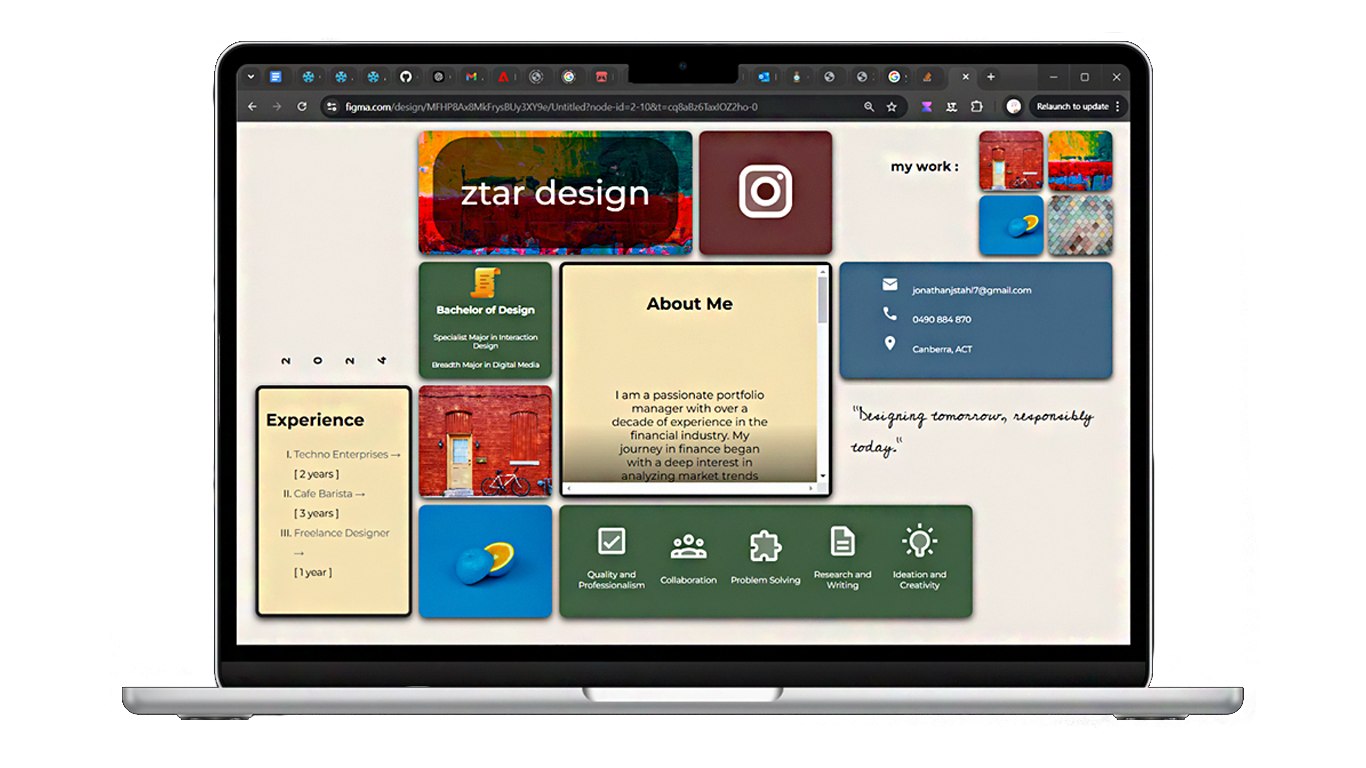 figma.com/design/MFHP8Ax8MkFrysBUy3XY9e/Untitled?node-id=2-10&t=cq8aBz6TaxIOZ2ho-0
Relaunch to update
ztar design
my work :
Bachelor of Design
Specialist Major in Interaction
Design
Breadth Major in Digital Media
About Me
I am a passionate portfolio
manager with over a
decade of experience in the
financial industry. My
journey in finance began
with a deep interest in
analyzing market trends
jonathanjstahl7@gmail.com
0490 884 870
Canberra, ACT
2 0 2 4
Experience
I. Techno Enterprises →
[ 2 years ]
II. Cafe Barista →
[ 3 years ]
III. Freelance Designer
→
[ 1 year ]
"Designing tomorrow, responsibly
today."
Quality and
Professionalism
Collaboration
Problem Solving
Research and
Writing
Ideation and
Creativity